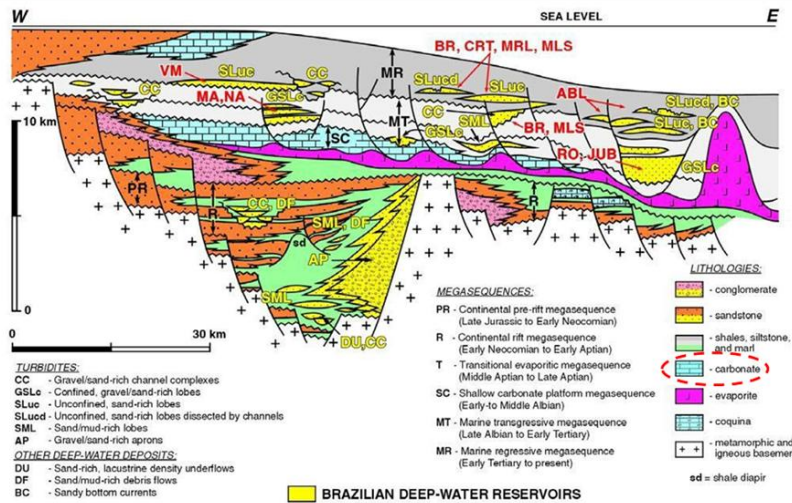 W
SEA LEVEL
E
BR, CRT, MRL, MLS
VM
SLuc
CC
MR
SLucd
SLuc
ABL
CC
MA,NA
GSLc
CC
SLucd, BC
10 km
MT
SML
SLuc, BC
SC
GSLc
BR, MLS
RO, JUB
GSLc
PR
R
CC, DF
SML, DF
R
sd
AP
SML
0
DU,CC
0
30 km
TURBIDITES:
CC - Gravel/sand-rich channel complexes
GSLc - Confined, gravel/sand-rich lobes
SLuc - Unconfined, sand-rich lobes
SLucd - Unconfined, sand-rich lobes dissected by channels
SML - Sand/mud-rich lobes
AP - Gravel/sand-rich aprons
OTHER DEEP-WATER DEPOSITS:
DU - Sand-rich, lacustrine density underflows
DF - Sand/mud-rich debris flows
BC - Sandy bottom currents
MEGASEQUENCES:
PR - Continental pre-rift megasequence
(Late Jurassic to Early Neocomian)
R - Continental rift megasequence
(Early Neocomian to Early Aptian)
T - Transitional evaporitic megasequence
(Middle Aptian to Late Aptian)
SC - Shallow carbonate platform megasequence
(Early-to Middle Albian)
MT - Marine transgressive megasequence
(Late Albian to Early Tertiary)
MR - Marine regressive megasequence
(Early Tertiary to present)
LITHOLOGIES:
- conglomerate
- sandstone
- shales, siltstone,
and marl
- carbonate
- evaporite
- coquina
- metamorphic and
igneous basement
sd = shale diapir
BRAZILIAN DEEP-WATER RESERVOIRS